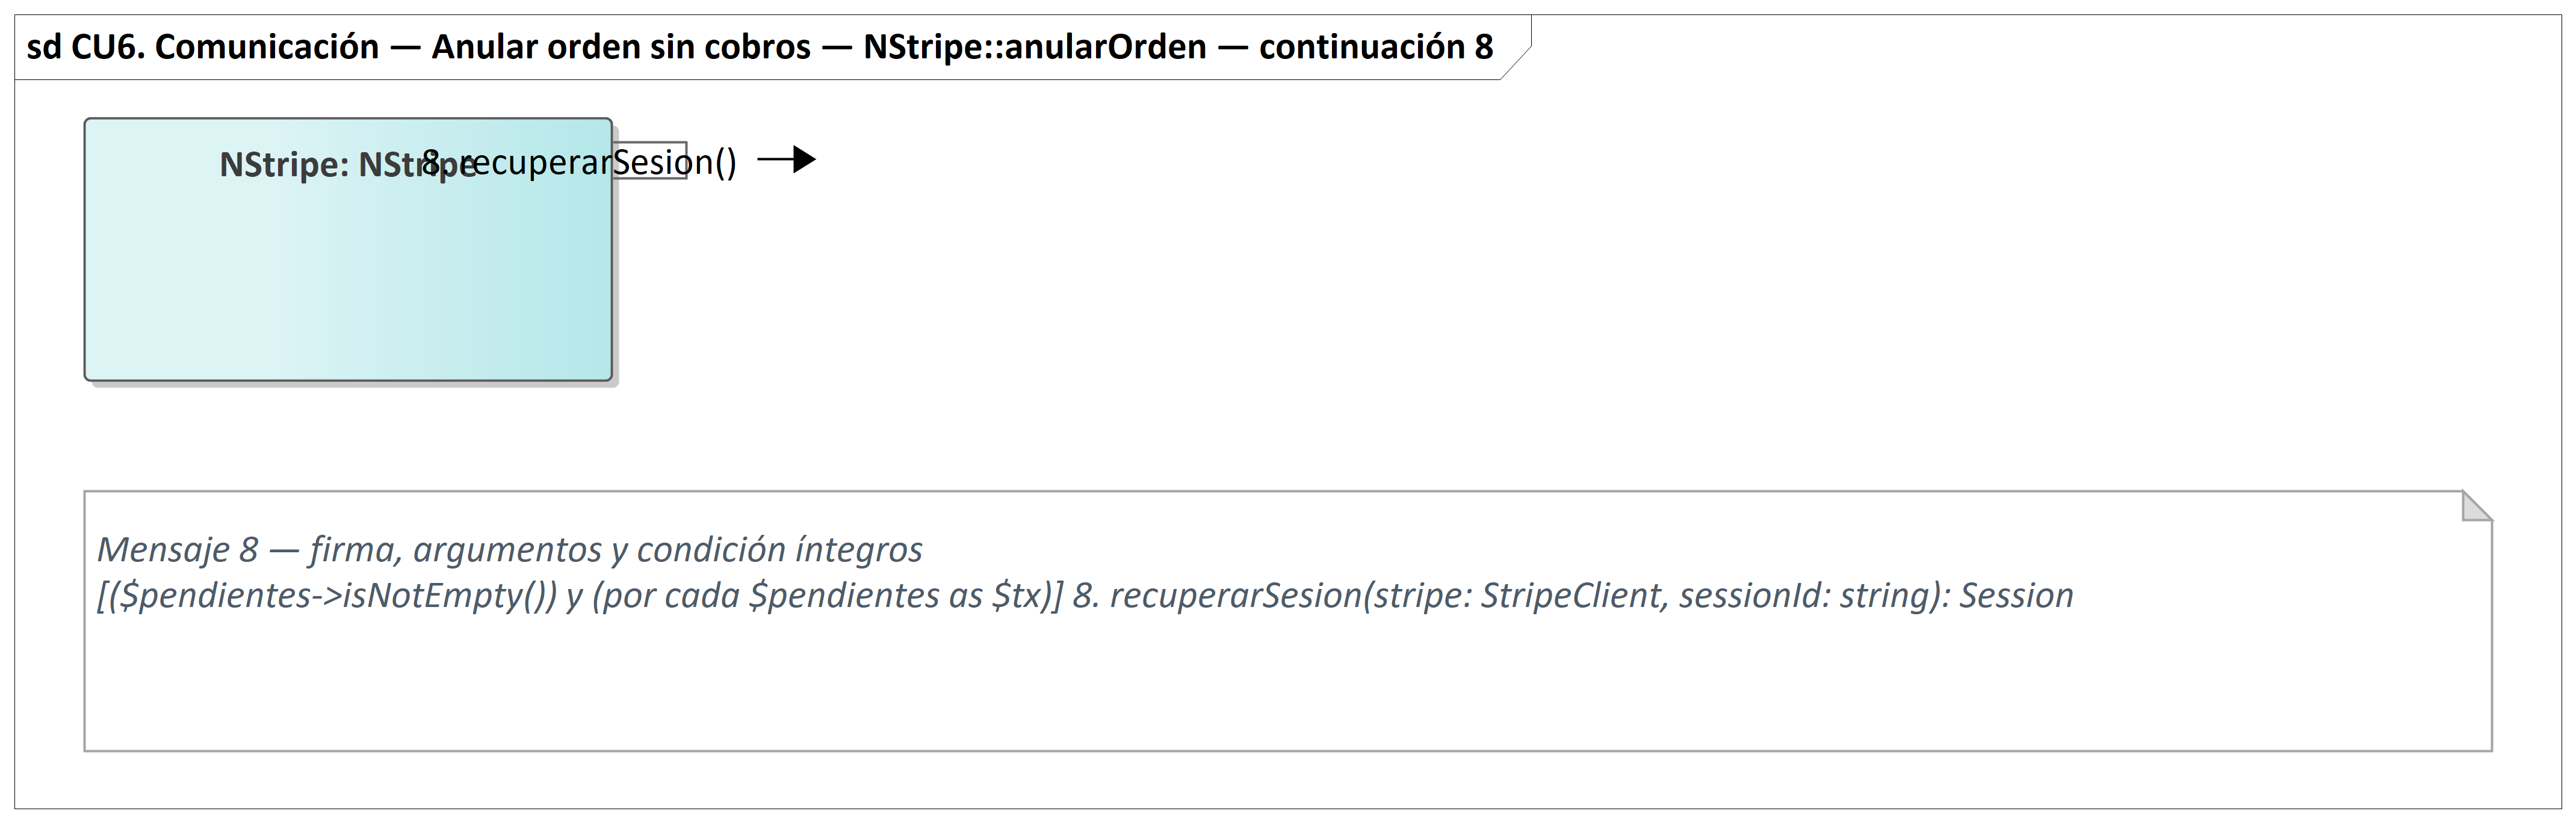 sd CU6. Comunicación — Anular orden sin cobros — NStripe::anularOrden — continuación 8
NStripe: NStripe
8. recuperarSesion()
Mensaje 8 — firma, argumentos y condición íntegros
[($pendientes->isNotEmpty()) y (por cada $pendientes as $tx)] 8. recuperarSesion(stripe: StripeClient, sessionId: string): Session